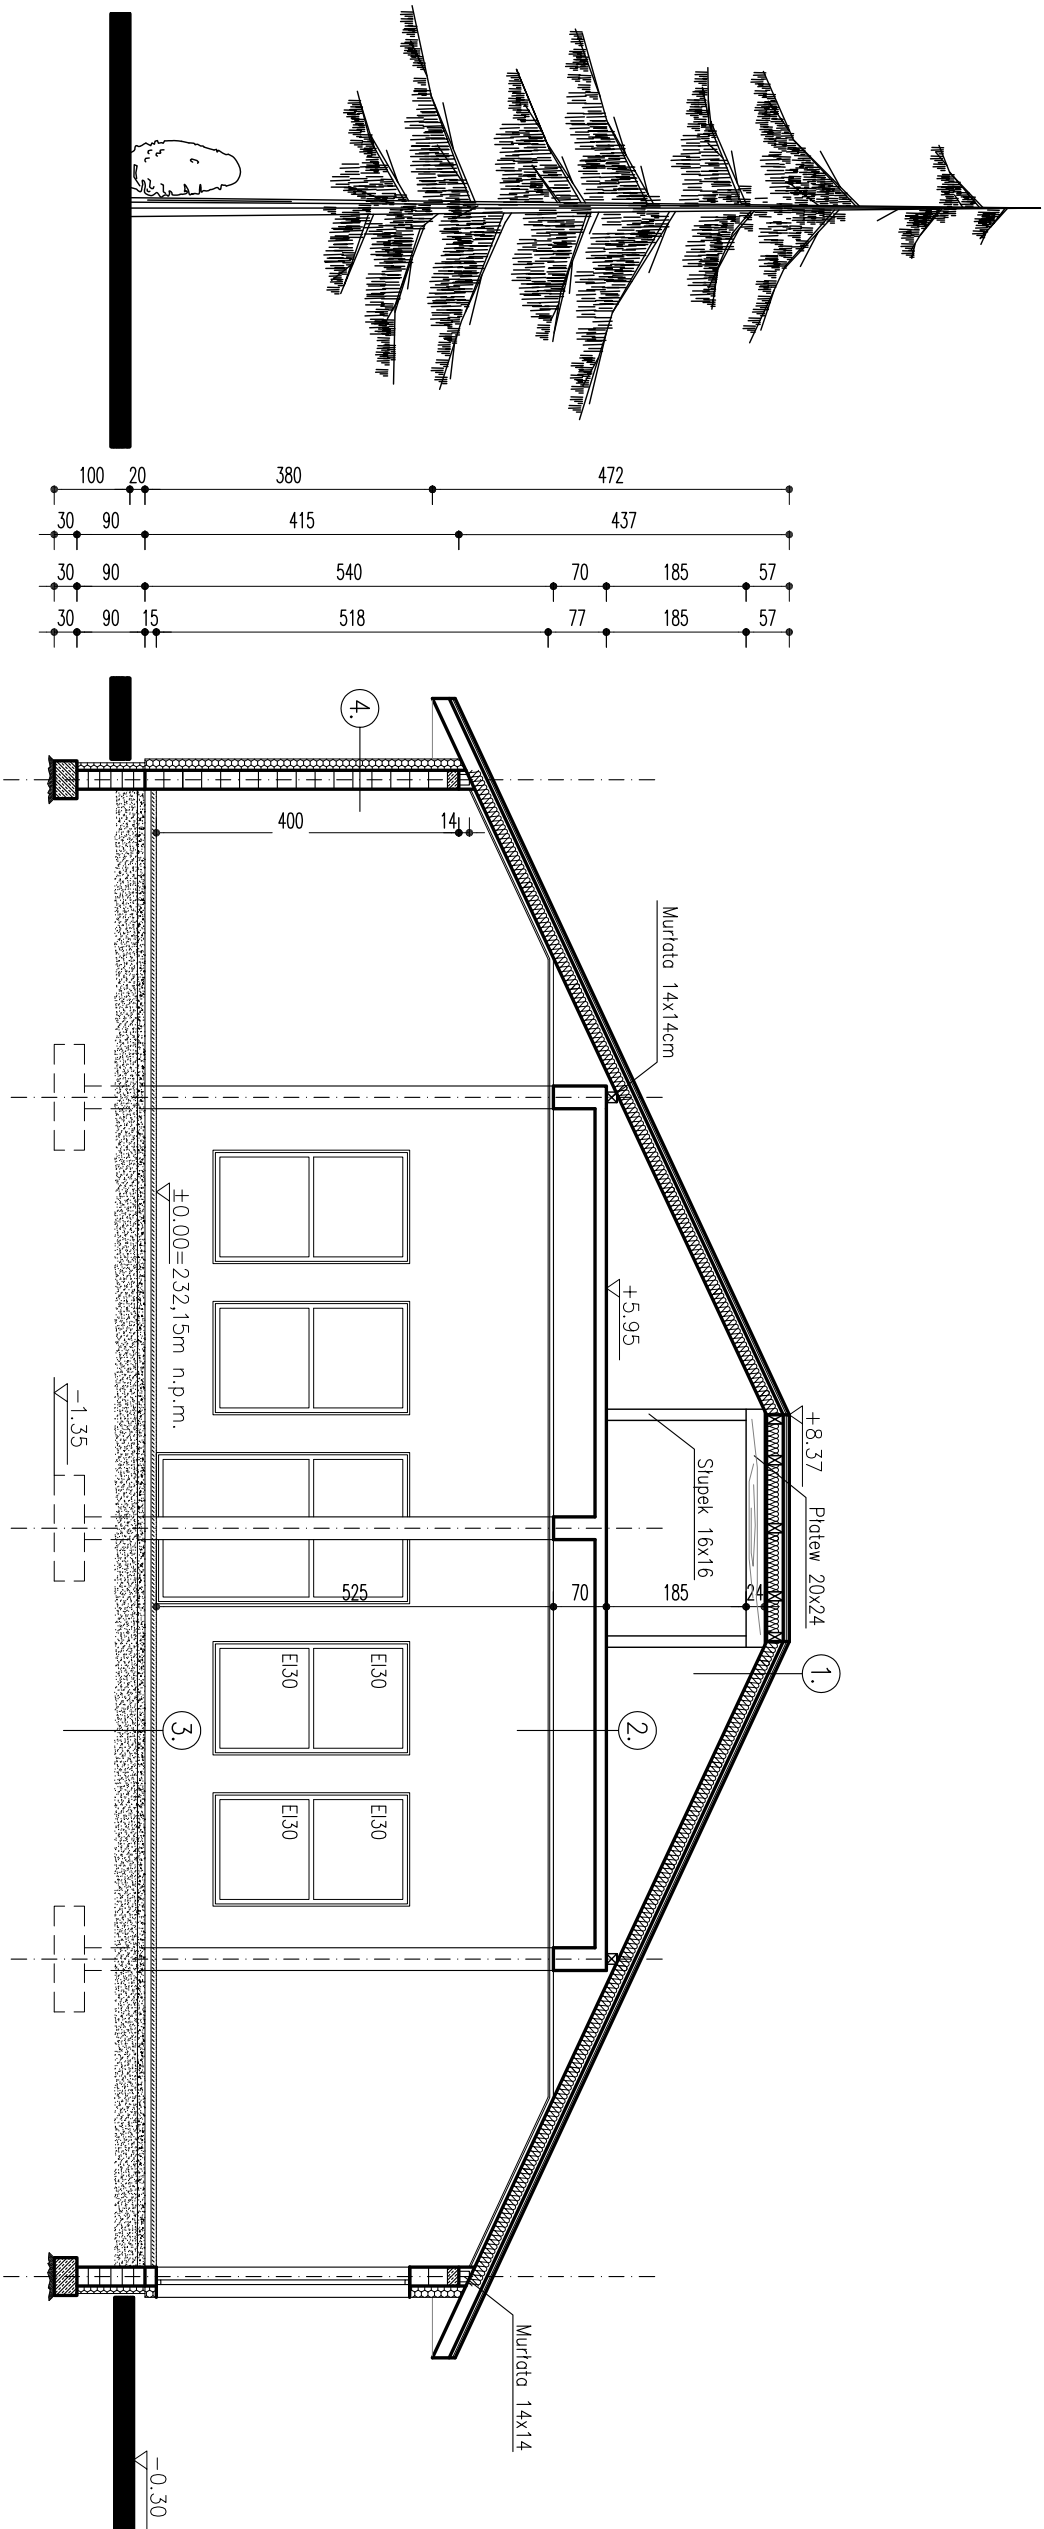 100 20 380 472
30 90 415 437
30 90 540 70 185 57
30 90 15 518 77 185 57
4.
400 14
Murłata 14x14cm
±0.00=232,15m n.p.m.
+5.95
-1.35
+8.37
Słupek 16x16
Płatew 20x24
525 70 185 24
1.
EI30 EI30
2.
3.
EI30 EI30
Murłata 14x14
-0.30